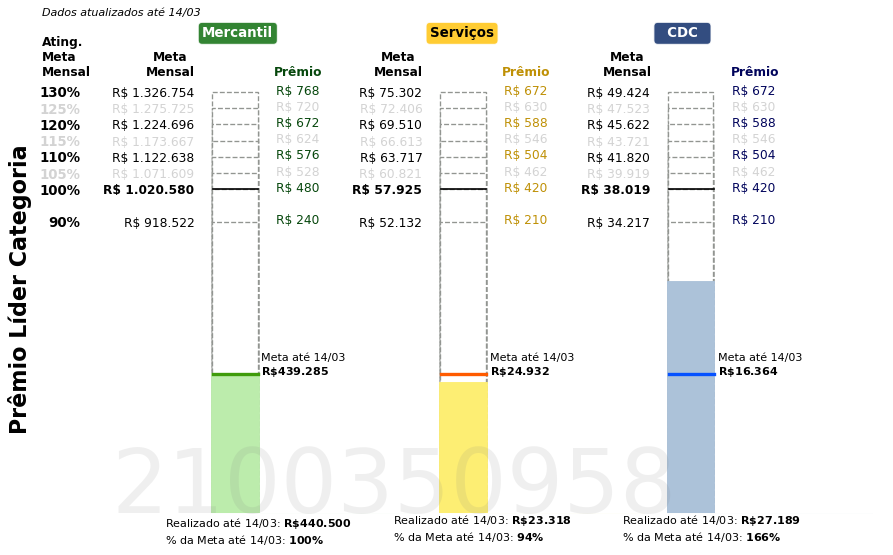 Dados atualizados até 14/03
Mercantil Serviços CDC
Ating. Meta Mensal Meta Mensal Prêmio Meta Mensal Prêmio Meta Mensal Prêmio
130% R$ 1.326.754 R$ 768 R$ 75.302 R$ 672 R$ 49.424 R$ 672
125% R$ 1.275.725 R$ 720 R$ 72.406 R$ 630 R$ 47.523 R$ 630
120% R$ 1.224.696 R$ 672 R$ 69.510 R$ 588 R$ 45.622 R$ 588
115% R$ 1.173.667 R$ 624 R$ 66.613 R$ 546 R$ 43.721 R$ 546
110% R$ 1.122.638 R$ 576 R$ 63.717 R$ 504 R$ 41.820 R$ 504
105% R$ 1.071.609 R$ 528 R$ 60.821 R$ 462 R$ 39.919 R$ 462
100% R$ 1.020.580 R$ 480 R$ 57.925 R$ 420 R$ 38.019 R$ 420
90% R$ 918.522 R$ 240 R$ 52.132 R$ 210 R$ 34.217 R$ 210
Prêmio Líder Categoria
Meta até 14/03 Meta até 14/03 Meta até 14/03
R$439.285 R$24.932 R$16.364
2100350958
Realizado até 14/03: R$440.500 Realizado até 14/03: R$23.318 Realizado até 14/03: R$27.189
% da Meta até 14/03: 100% % da Meta até 14/03: 94% % da Meta até 14/03: 166%